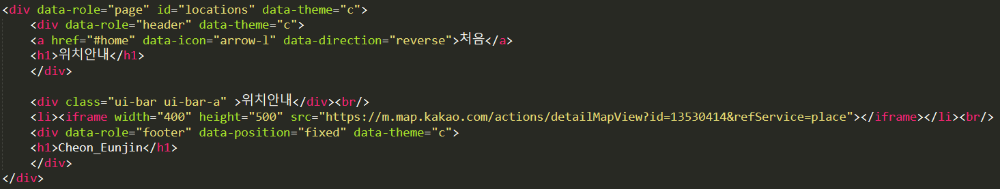 <div data-role="page" id="locations" data-theme="c">
<div data-role="header" data-theme="c">
<a href="#home" data-icon="arrow-l" data-direction="reverse">처음</a>
<h1>위치안내</h1>
</div>
<div class="ui-bar ui-bar-a" >위치안내</div><br/>
<li><iframe width="400" height="500" src="https://m.map.kakao.com/actions/detailMapView?id=13530414&refService=place"></iframe></li><br/>
<div data-role="footer" data-position="fixed" data-theme="c">
<h1>Cheon_Eunjin</h1>
</div>
</div>